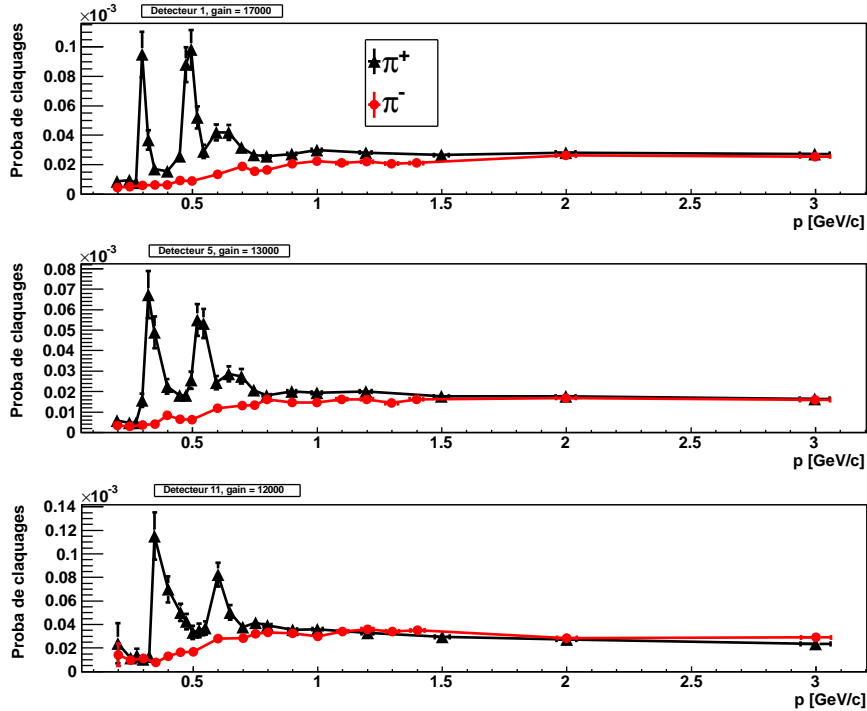 Detecteur 1, gain = 17000
×10⁻³
Proba de claquages
0.1
0.08
0.06
0.04
0.02
0
π⁺
π⁻
0.5 1 1.5 2 2.5 3
p [GeV/c]
Detecteur 5, gain = 13000
×10⁻³
Proba de claquages
0.08
0.07
0.06
0.05
0.04
0.03
0.02
0.01
0
0.5 1 1.5 2 2.5 3
p [GeV/c]
Detecteur 11, gain = 12000
×10⁻³
Proba de claquages
0.14
0.12
0.1
0.08
0.06
0.04
0.02
0
0.5 1 1.5 2 2.5 3
p [GeV/c]